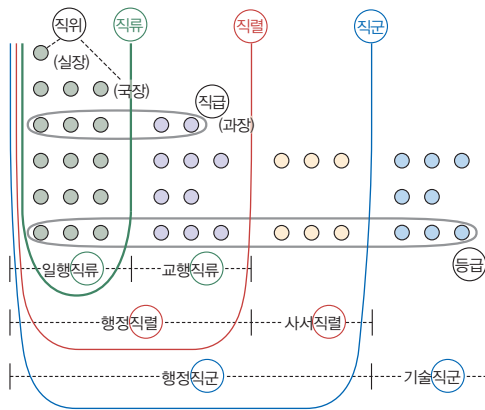 직위 직류 직렬 직군
(실장)
(국장)
직급
(과장)
등급
일행직류 교행직류
행정직렬 사서직렬
행정직군 기술직군